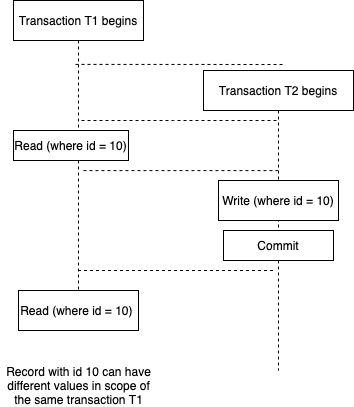 Transaction T1 begins
Transaction T2 begins
Read (where id = 10)
Write (where id = 10)
Commit
Read (where id = 10)
Record with id 10 can have
different values in scope of
the same transaction T1